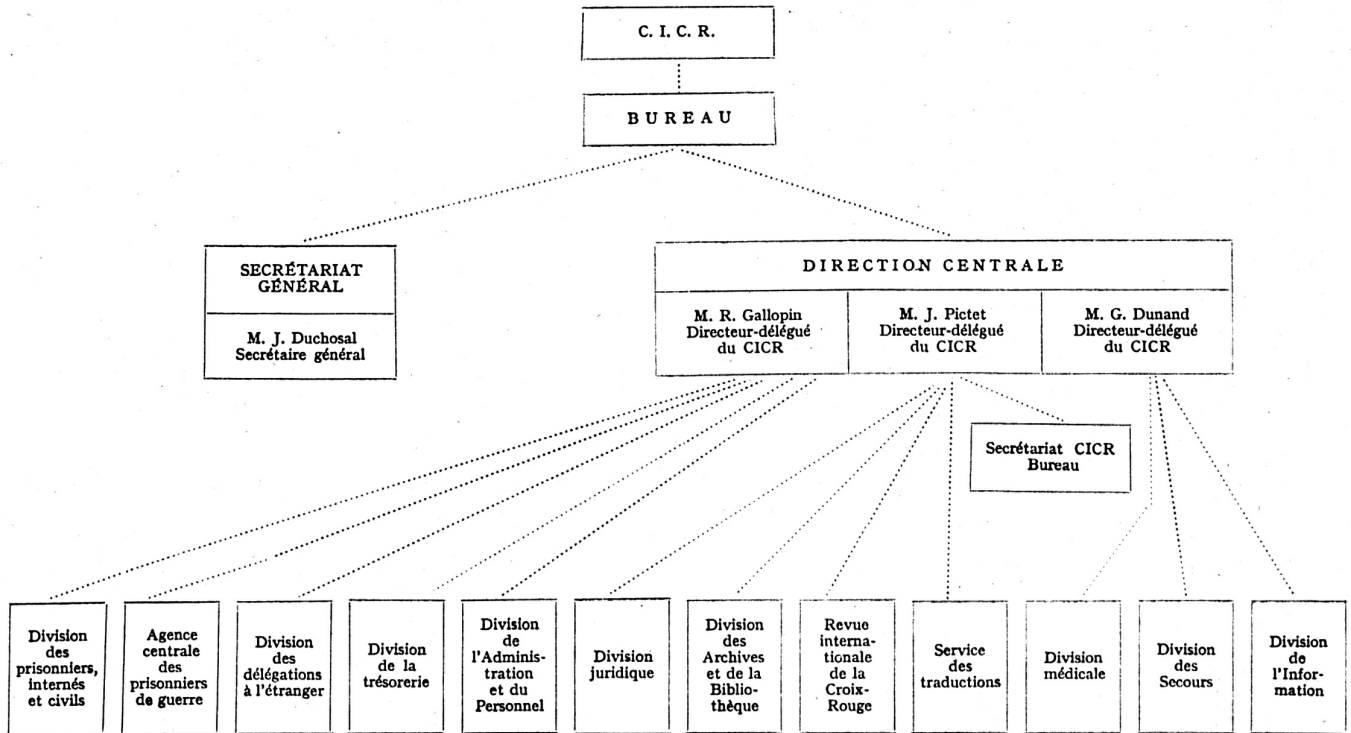 C. I. C. R.
BUREAU
SECRÉTARIAT
GÉNÉRAL
M. J. Duchosal
Secrétaire général
DIRECTION CENTRALE
M. R. Gallopin
Directeur-délégué
du CICR
M. J. Pictet
Directeur-délégué
du CICR
M. G. Dunand
Directeur-délégué
du CICR
Secrétariat CICR
Bureau
Division
des
prisonniers,
internés
et civils
Agence
centrale
des
prisonniers
de guerre
Division
des
délégations
à l'étranger
Division
de la
trésorerie
Division
de
l'Adminis-
tration
et du
Personnel
Division
juridique
Division
des
Archives
et de la
Biblio-
thèque
Revue
interna-
tionale
de la
Croix-
Rouge
Service
des
traductions
Division
médicale
Division
des
Secours
Division
de
l'Infor-
mation